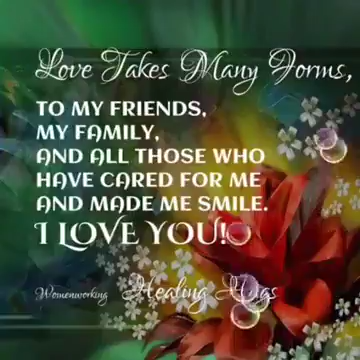 Love Takes Many Forms,
TO MY FRIENDS,
MY FAMILY,
AND ALL THOSE WHO
HAVE CARED FOR ME
AND MADE ME SMILE.
I LOVE YOU!
Womenworking Healing Hugs